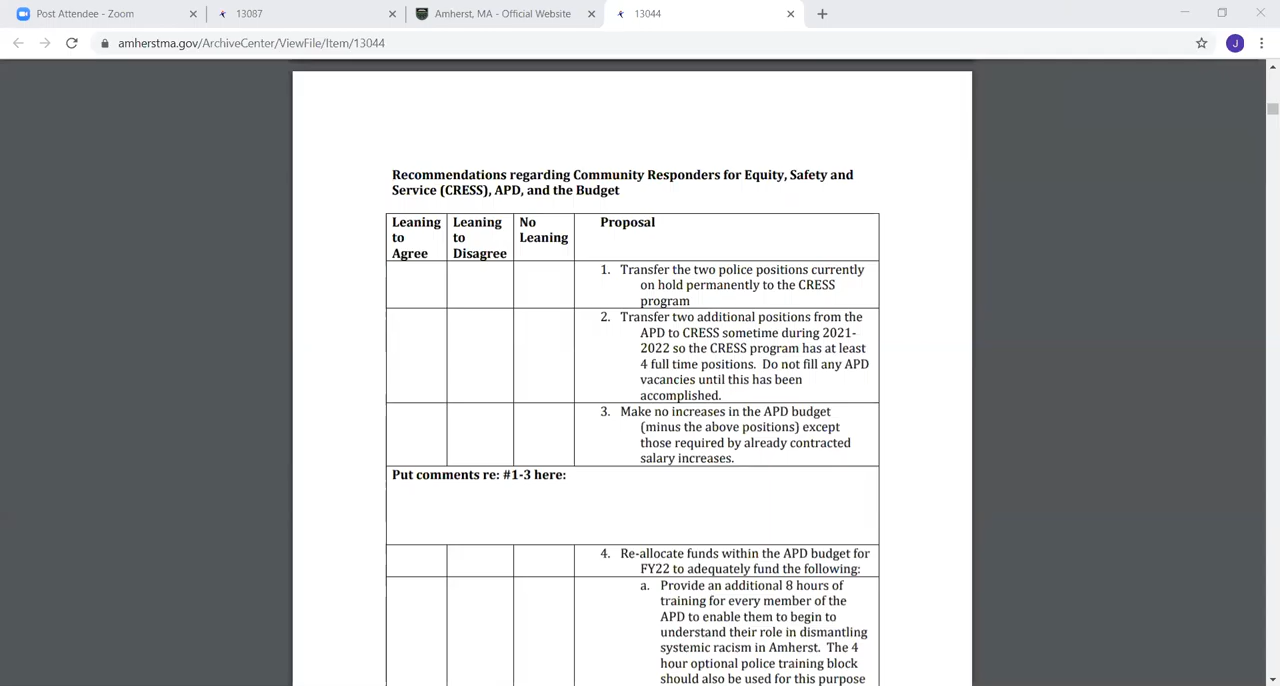 Post Attendee - Zoom
13087
Amherst, MA - Official Website
13044
amherstma.gov/ArchiveCenter/ViewFile/Item/13044
J
Recommendations regarding Community Responders for Equity, Safety and
Service (CRESS), APD, and the Budget
Leaning to Agree
Leaning to Disagree
No Leaning
Proposal
1. Transfer the two police positions currently
on hold permanently to the CRESS
program
2. Transfer two additional positions from the
APD to CRESS sometime during 2021-
2022 so the CRESS program has at least
4 full time positions. Do not fill any APD
vacancies until this has been
accomplished.
3. Make no increases in the APD budget
(minus the above positions) except
those required by already contracted
salary increases.
Put comments re: #1-3 here:
4. Re-allocate funds within the APD budget for
FY22 to adequately fund the following:
a. Provide an additional 8 hours of
training for every member of the
APD to enable them to begin to
understand their role in dismantling
systemic racism in Amherst. The 4
hour optional police training block
should also be used for this purpose